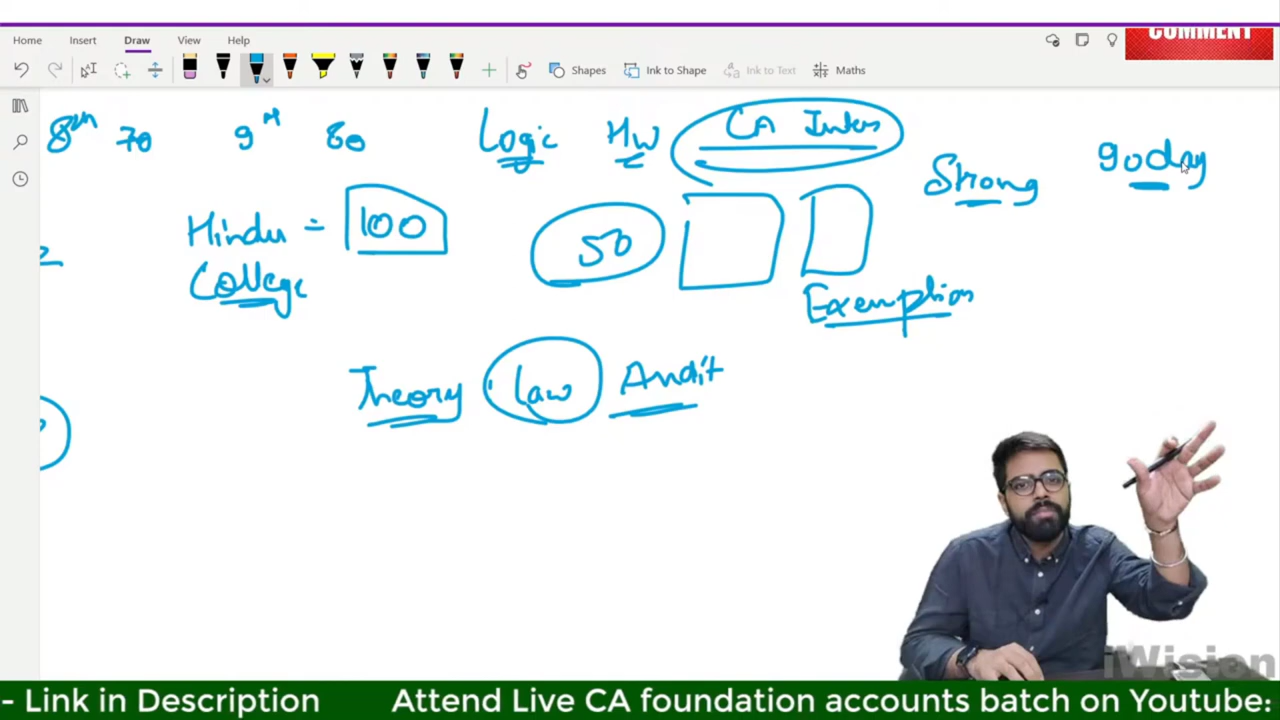 COMMENT
Home Insert Draw View Help
Shapes Ink to Shape Ink to Text Maths
8th 70 9th 80 Logic HW CA Inter
Strong 90day
Hindu = 100 50
College
Exemption
Theory Law Audit
iWision
- Link in Description Attend Live CA foundation accounts batch on Youtube: